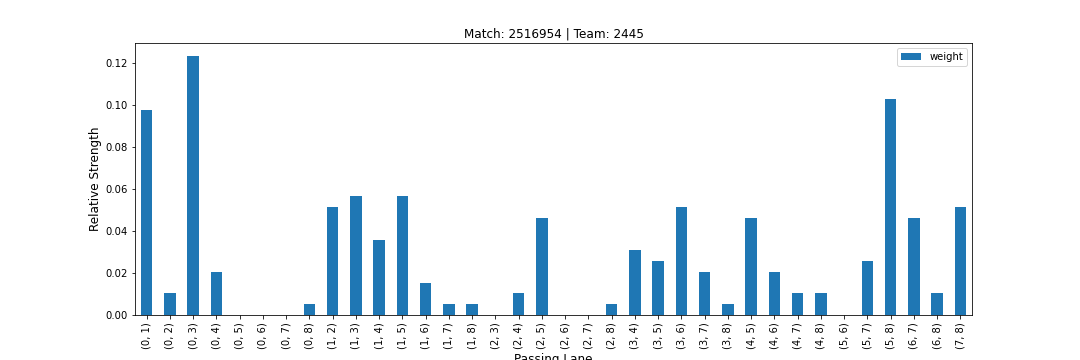 Match: 2516954 | Team: 2445
weight
Relative Strength
0.12
0.10
0.08
0.06
0.04
0.02
0.00
(0, 1) (0, 2) (0, 3) (0, 4) (0, 5) (0, 6) (0, 7) (0, 8) (1, 2) (1, 3) (1, 4) (1, 5) (1, 6) (1, 7) (1, 8) (2, 3) (2, 4) (2, 5) (2, 6) (2, 7) (2, 8) (3, 4) (3, 5) (3, 6) (3, 7) (3, 8) (4, 5) (4, 6) (4, 7) (4, 8) (5, 6) (5, 7) (5, 8) (6, 7) (6, 8) (7, 8)
Passing Lane